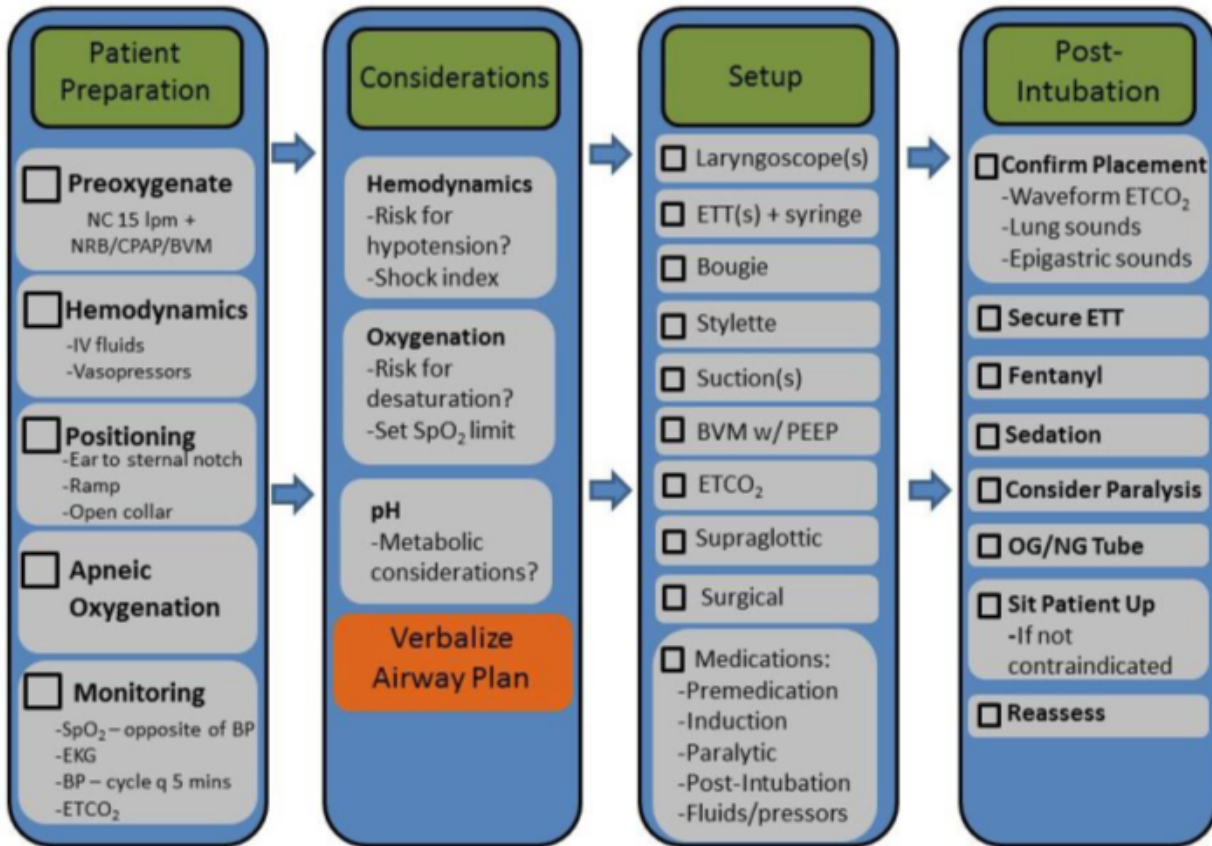 Patient
Preparation
Preoxygenate
NC 15 lpm +
NRB/CPAP/BVM
Hemodynamics
-IV fluids
-Vasopressors
Positioning
-Ear to sternal notch
-Ramp
-Open collar
Apneic
Oxygenation
Monitoring
-SpO₂ – opposite of BP
-EKG
-BP – cycle q 5 mins
-ETCO₂
Considerations
Hemodynamics
-Risk for
hypotension?
-Shock index
Oxygenation
-Risk for
desaturation?
-Set SpO₂ limit
pH
-Metabolic
considerations?
Verbalize
Airway Plan
Setup
Laryngoscope(s)
ETT(s) + syringe
Bougie
Stylette
Suction(s)
BVM w/ PEEP
ETCO₂
Supraglottic
Surgical
Medications:
-Premedication
-Induction
-Paralytic
-Post-Intubation
-Fluids/pressors
Post-
Intubation
Confirm Placement
-Waveform ETCO₂
-Lung sounds
-Epigastric sounds
Secure ETT
Fentanyl
Sedation
Consider Paralysis
OG/NG Tube
Sit Patient Up
-If not
contraindicated
Reassess